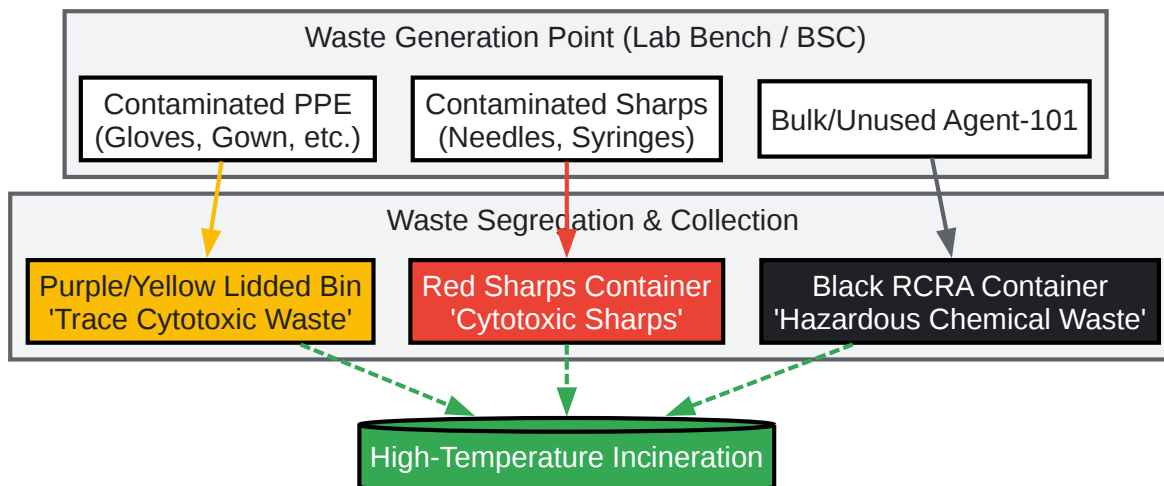 Waste Generation Point (Lab Bench / BSC)
Contaminated PPE
(Gloves, Gown, etc.)
Contaminated Sharps
(Needles, Syringes)
Bulk/Unused Agent-101
Waste Segregation & Collection
Purple/Yellow Lidded Bin
'Trace Cytotoxic Waste'
Red Sharps Container
'Cytotoxic Sharps'
Black RCRA Container
'Hazardous Chemical Waste'
High-Temperature Incineration